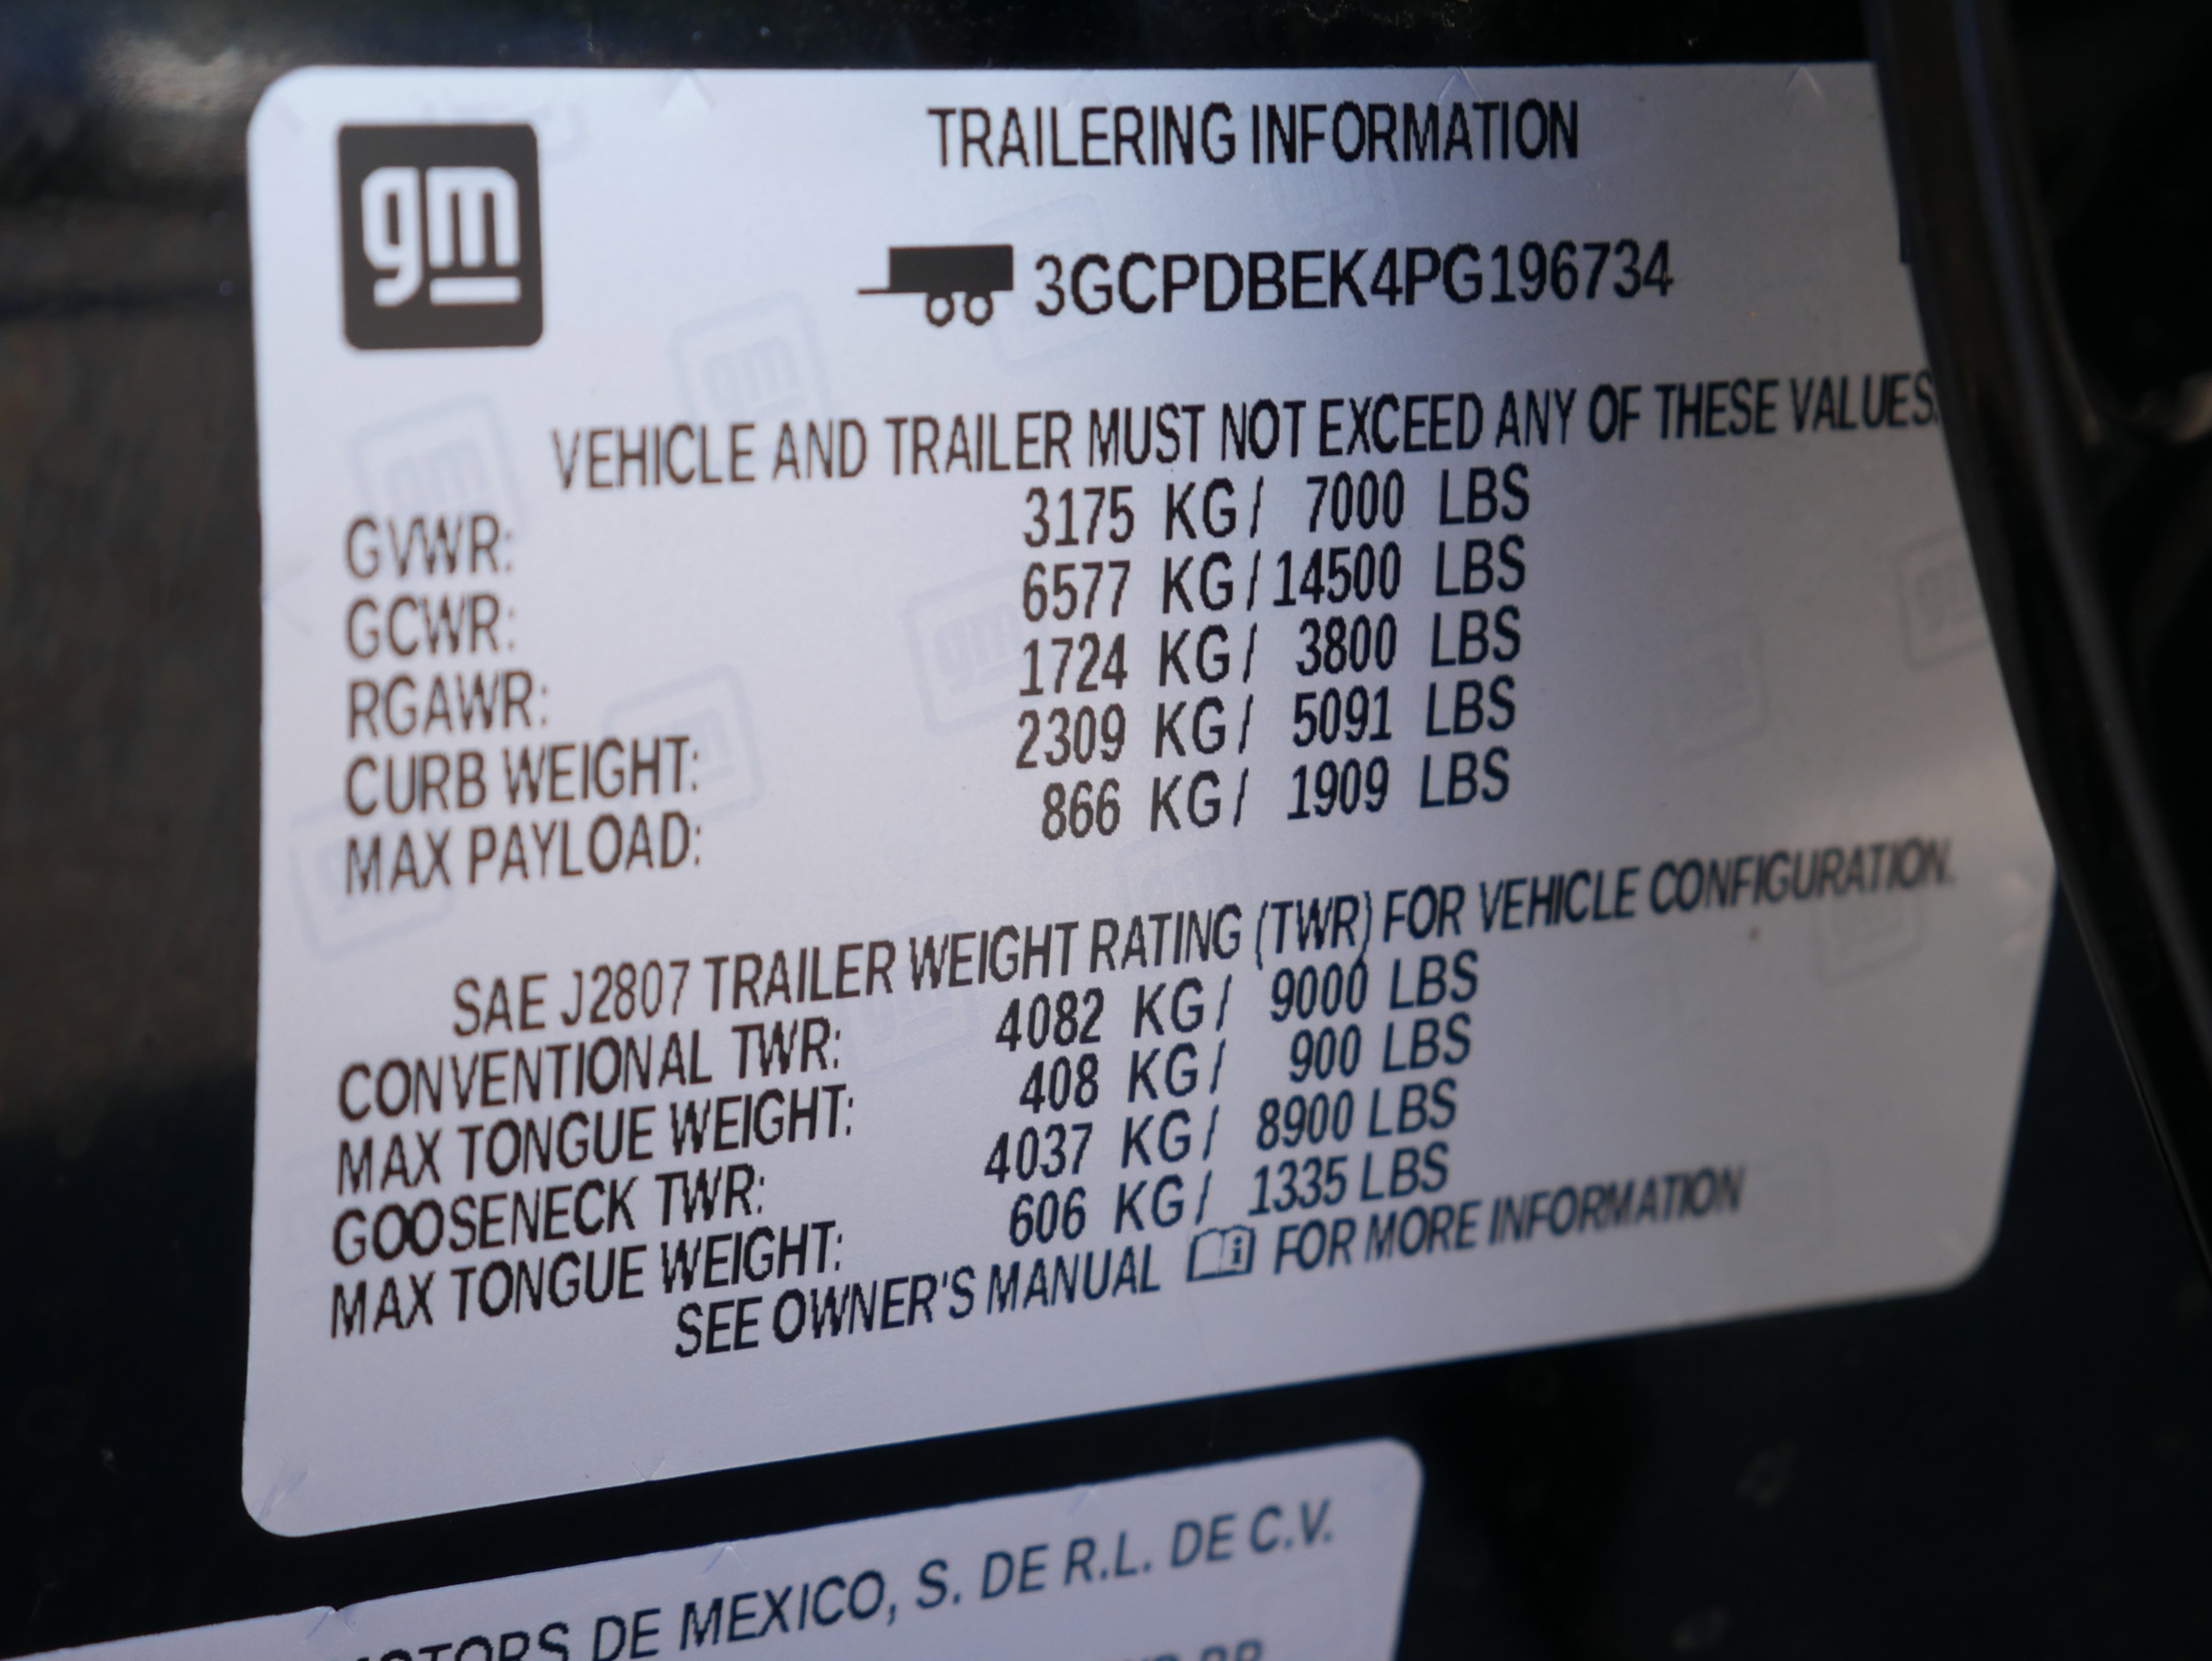 gm
TRAILERING INFORMATION
3GCPDBEK4PG196734
VEHICLE AND TRAILER MUST NOT EXCEED ANY OF THESE VALUES.
GVWR: 3175 KG / 7000 LBS
GCWR: 6577 KG / 14500 LBS
RGAWR: 1724 KG / 3800 LBS
CURB WEIGHT: 2309 KG / 5091 LBS
MAX PAYLOAD: 866 KG / 1909 LBS
SAE J2807 TRAILER WEIGHT RATING (TWR) FOR VEHICLE CONFIGURATION.
CONVENTIONAL TWR: 4082 KG / 9000 LBS
MAX TONGUE WEIGHT: 408 KG / 900 LBS
GOOSENECK TWR: 4037 KG / 8900 LBS
MAX TONGUE WEIGHT: 606 KG / 1335 LBS
SEE OWNER'S MANUAL FOR MORE INFORMATION
DE MEXICO, S. DE R.L. DE C.V.